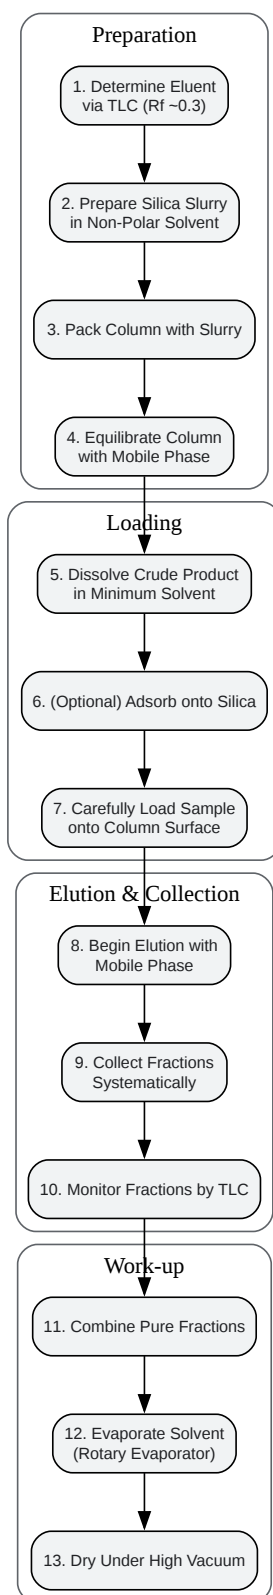 Preparation
1. Determine Eluent
via TLC (Rf ~0.3)
2. Prepare Silica Slurry
in Non-Polar Solvent
3. Pack Column with Slurry
4. Equilibrate Column
with Mobile Phase
Loading
5. Dissolve Crude Product
in Minimum Solvent
6. (Optional) Adsorb onto Silica
7. Carefully Load Sample
onto Column Surface
Elution & Collection
8. Begin Elution with
Mobile Phase
9. Collect Fractions
Systematically
10. Monitor Fractions by TLC
Work-up
11. Combine Pure Fractions
12. Evaporate Solvent
(Rotary Evaporator)
13. Dry Under High Vacuum